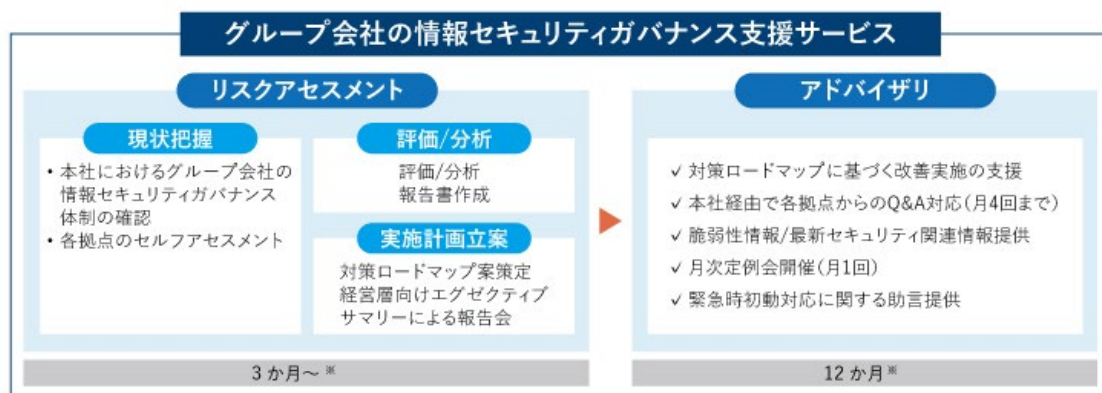 グループ会社の情報セキュリティガバナンス支援サービス
リスクアセスメント
現状把握
・本社におけるグループ会社の
情報セキュリティガバナンス
体制の確認
・各拠点のセルフアセスメント
評価/分析
評価/分析
報告書作成
実施計画立案
対策ロードマップ案策定
経営層向けエグゼクティブ
サマリーによる報告会
3か月～※
アドバイザリ
✓ 対策ロードマップに基づく改善実施の支援
✓ 本社経由で各拠点からのQ&A対応(月4回まで)
✓ 脆弱性情報/最新セキュリティ関連情報提供
✓ 月次定例会開催(月1回)
✓ 緊急時初動対応に関する助言提供
12か月※